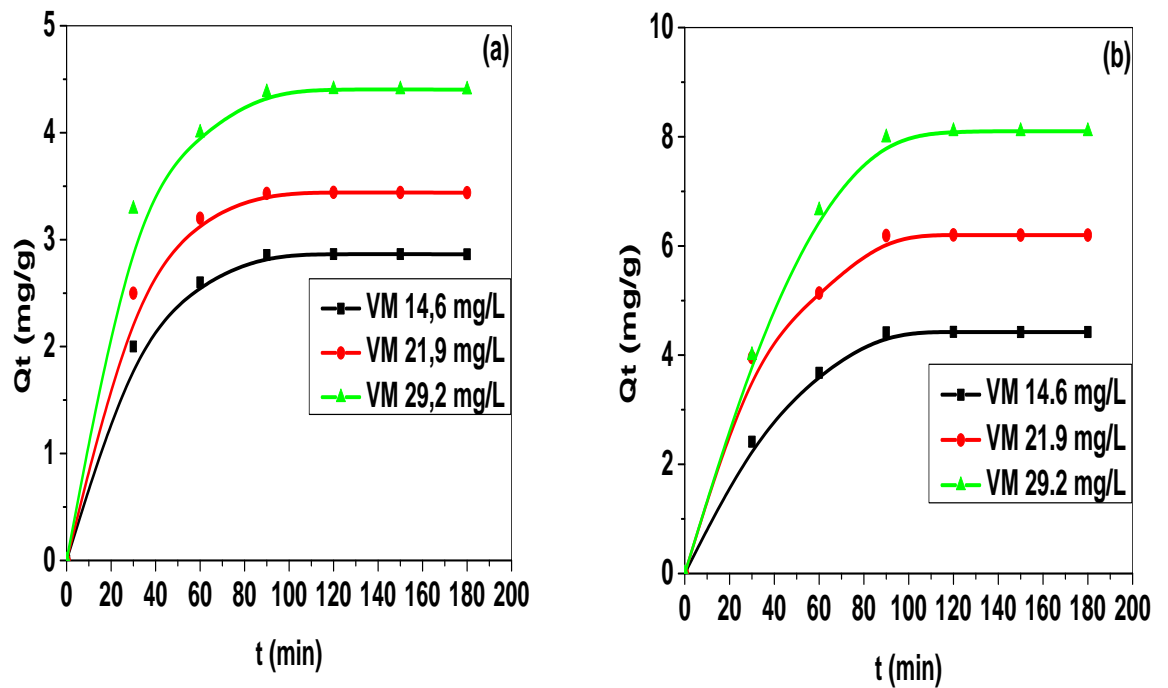 (a)
Qt (mg/g)
5
4
3
2
1
0
VM 14,6 mg/L
VM 21,9 mg/L
VM 29,2 mg/L
0 20 40 60 80 100 120 140 160 180 200
t (min)
(b)
Qt (mg/g)
10
8
6
4
2
0
VM 14.6 mg/L
VM 21.9 mg/L
VM 29.2 mg/L
0 20 40 60 80 100 120 140 160 180 200
t (min)